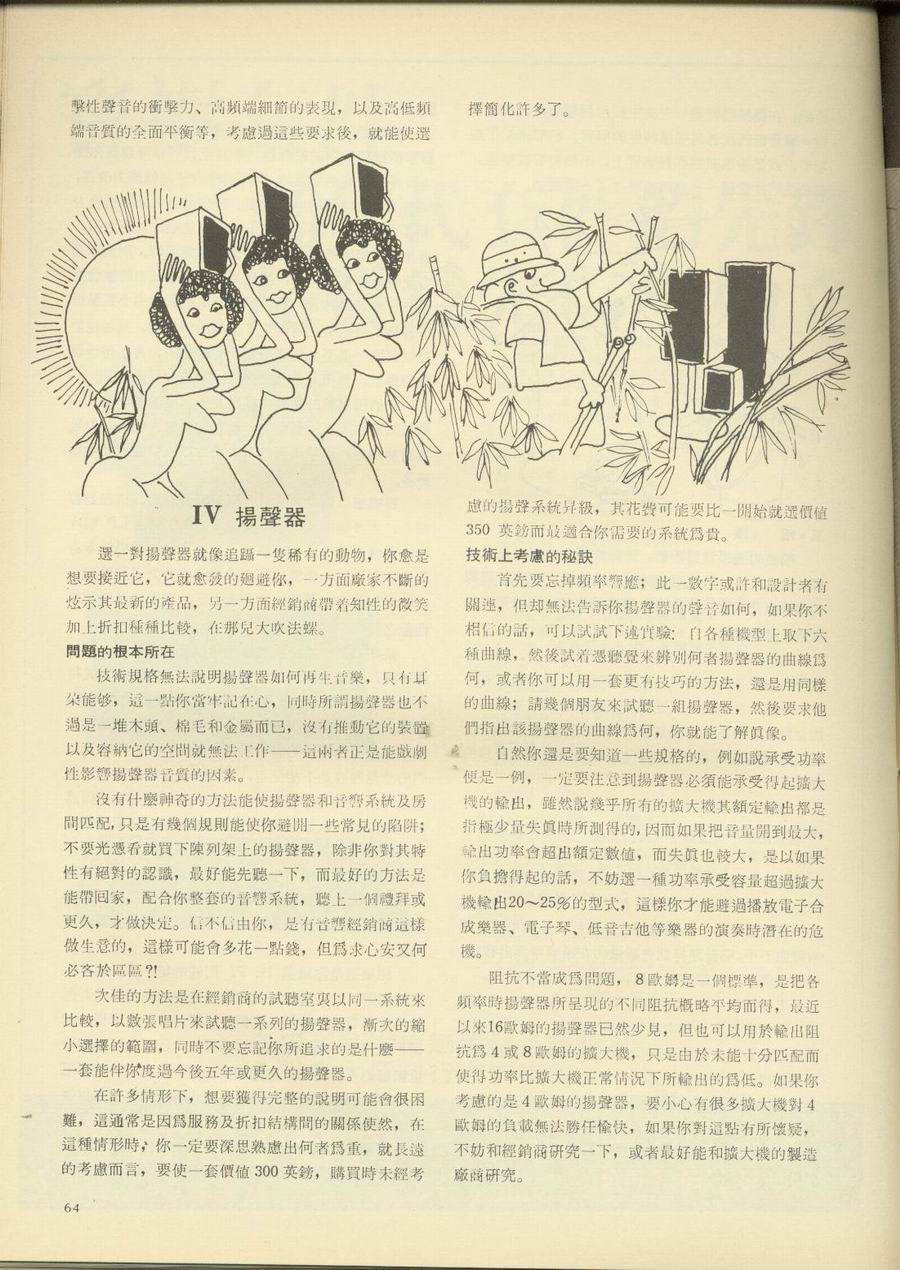 擊性聲音的衝擊力、高頻端細節的表現，以及高低頻
端音質的全面平衡等，考慮過這些要求後，就能使選
擇簡化許多了。
IV 揚聲器
選一對揚聲器就像追踪一隻稀有的動物，你愈是
想要接近它，它就愈發的廻避你，一方面廠家不斷的
炫示其最新的產品，另一方面經銷商帶着知性的微笑
加上折扣種種比較，在那兒大吹法螺。
問題的根本所在
技術規格無法說明揚聲器如何再生音樂，只有耳
朵能够，這一點你當牢記在心，同時所謂揚聲器也不
過是一堆木頭、棉毛和金屬而已，沒有推動它的裝置
以及容納它的空間就無法工作——這兩者正是能戲劇
性影響揚聲器音質的因素。
沒有什麼神奇的方法能使揚聲器和音響系統及房
間匹配，只是有幾個規則能使你避開一些常見的陷阱；
不要光憑看就買下陳列架上的揚聲器，除非你對其特
性有絕對的認識，最好能先聽一下，而最好的方法是
能帶囘家，配合你整套的音響系統，聽上一個禮拜或
更久，才做決定。信不信由你，是有音響經銷商這樣
做生意的，這樣可能會多花一點錢，但爲求心安又何
必吝於區區?!
次佳的方法是在經銷商的試聽室裏以同一系統來
比較，以數張唱片來試聽一系列的揚聲器，漸次的縮
小選擇的範圍，同時不要忘記你所追求的是什麼——
一套能伴你度過今後五年或更久的揚聲器。
在許多情形下，想要獲得完整的說明可能會很困
難，這通常是因爲服務及折扣結構間的關係使然，在
這種情形時，你一定要深思熟慮出何者爲重，就長遠
的考慮而言，要使一套價值 300 英鎊，購買時未經考
慮的揚聲系統昇級，其花費可能要比一開始就選價值
350 英鎊而最適合你需要的系統爲貴。
技術上考慮的秘訣
首先要忘掉頻率響應；此一數字或許和設計者有
關連，但却無法告訴你揚聲器的聲音如何，如果你不
相信的話，可以試試下述實驗：自各種機型上取下六
種曲線，然後試着憑聽覺來辨別何者揚聲器的曲線爲
何，或者你可以用一套更有技巧的方法，還是用同樣
的曲線；請幾個朋友來試聽一組揚聲器，然後要求他
們指出該揚聲器的曲線爲何，你就能了解眞像。
自然你還是要知道一些規格的，例如說承受功率
便是一例，一定要注意到揚聲器必須能承受得起擴大
機的輸出，雖然說幾乎所有的擴大機其額定輸出都是
指極少量失眞時所測得的，因而如果把音量開到最大，
輸出功率會超出額定數值，而失眞也較大，是以如果
你負擔得起的話，不妨選一種功率承受容量超過擴大
機輸出20～25%的型式，這樣你才能避過播放電子合
成樂器、電子琴、低音吉他等樂器的演奏時潛在的危
機。
阻抗不當成爲問題，8歐姆是一個標準，是把各
頻率時揚聲器所呈現的不同阻抗概略平均而得，最近
以來16歐姆的揚聲器已然少見，但也可以用於輸出阻
抗爲 4 或 8 歐姆的擴大機，只是由於未能十分匹配而
使得功率比擴大機正常情況下所輸出的爲低。如果你
考慮的是 4 歐姆的揚聲器，要小心有很多擴大機對 4
歐姆的負載無法勝任愉快，如果你對這點有所懷疑，
不妨和經銷商研究一下，或者最好能和擴大機的製造
廠商研究。
64